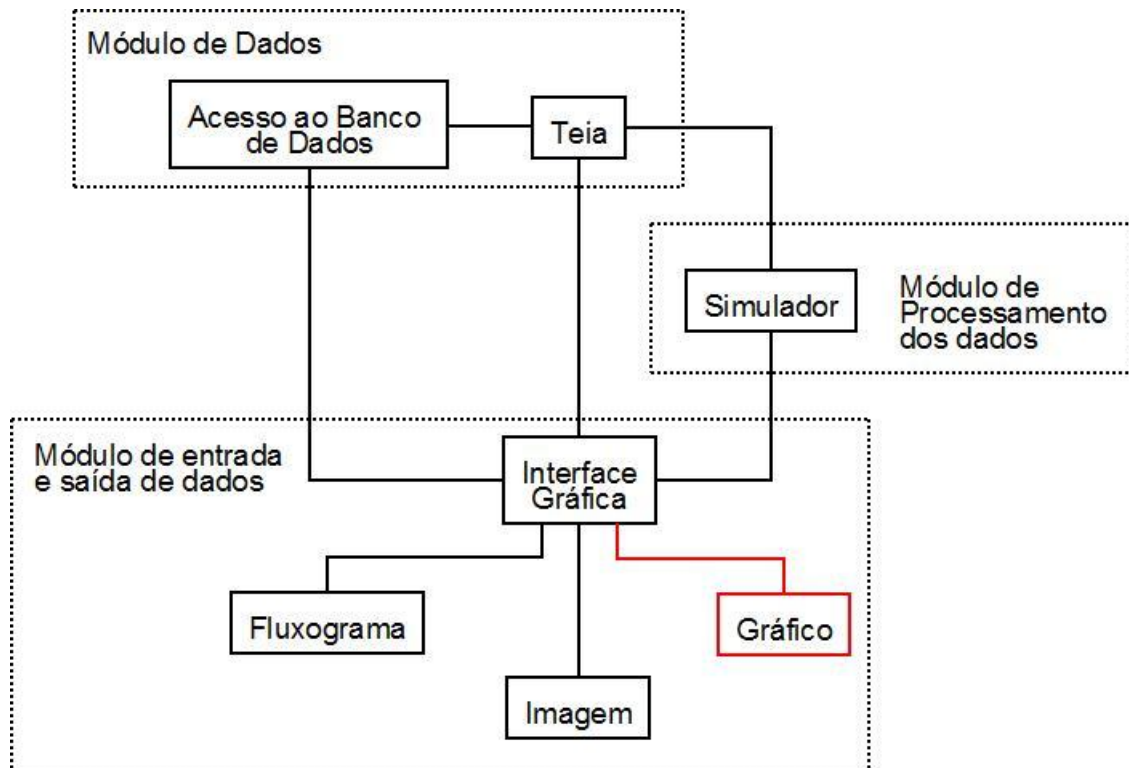 Módulo de Dados
Acesso ao Banco
de Dados
Teia
Simulador
Módulo de
Processamento
dos dados
Módulo de entrada
e saída de dados
Interface
Gráfica
Fluxograma
Gráfico
Imagem